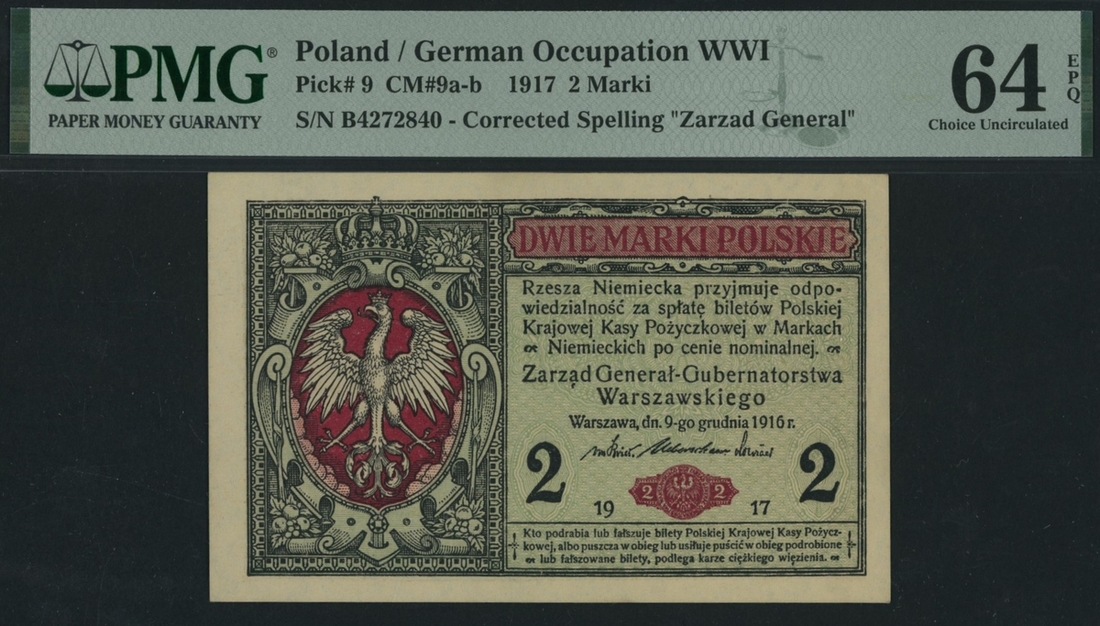 PMG®
PAPER MONEY GUARANTY
Poland / German Occupation WWI
Pick# 9 CM#9a-b 1917 2 Marki
S/N B4272840 - Corrected Spelling "Zarzad General"
64
EPQ
Choice Uncirculated
DWIE MARKI POLSKIE
Rzesza Niemiecka przyjmuje odpo-
wiedzialność za spłatę biletów Polskiej
Krajowej Kasy Pożyczkowej w Markach
Niemieckich po cenie nominalnej.
Zarząd Generał-Gubernatorstwa
Warszawskiego
Warszawa, dn. 9-go grudnia 1916 r.
2 2
2 2
19 17
Kto podrabia lub fałszuje bilety Polskiej Krajowej Kasy Pożycz-
kowej, albo puszcza w obieg lub usiłuje puścić w obieg podrobione
lub fałszowane bilety, podlega karze ciężkiego więzienia.